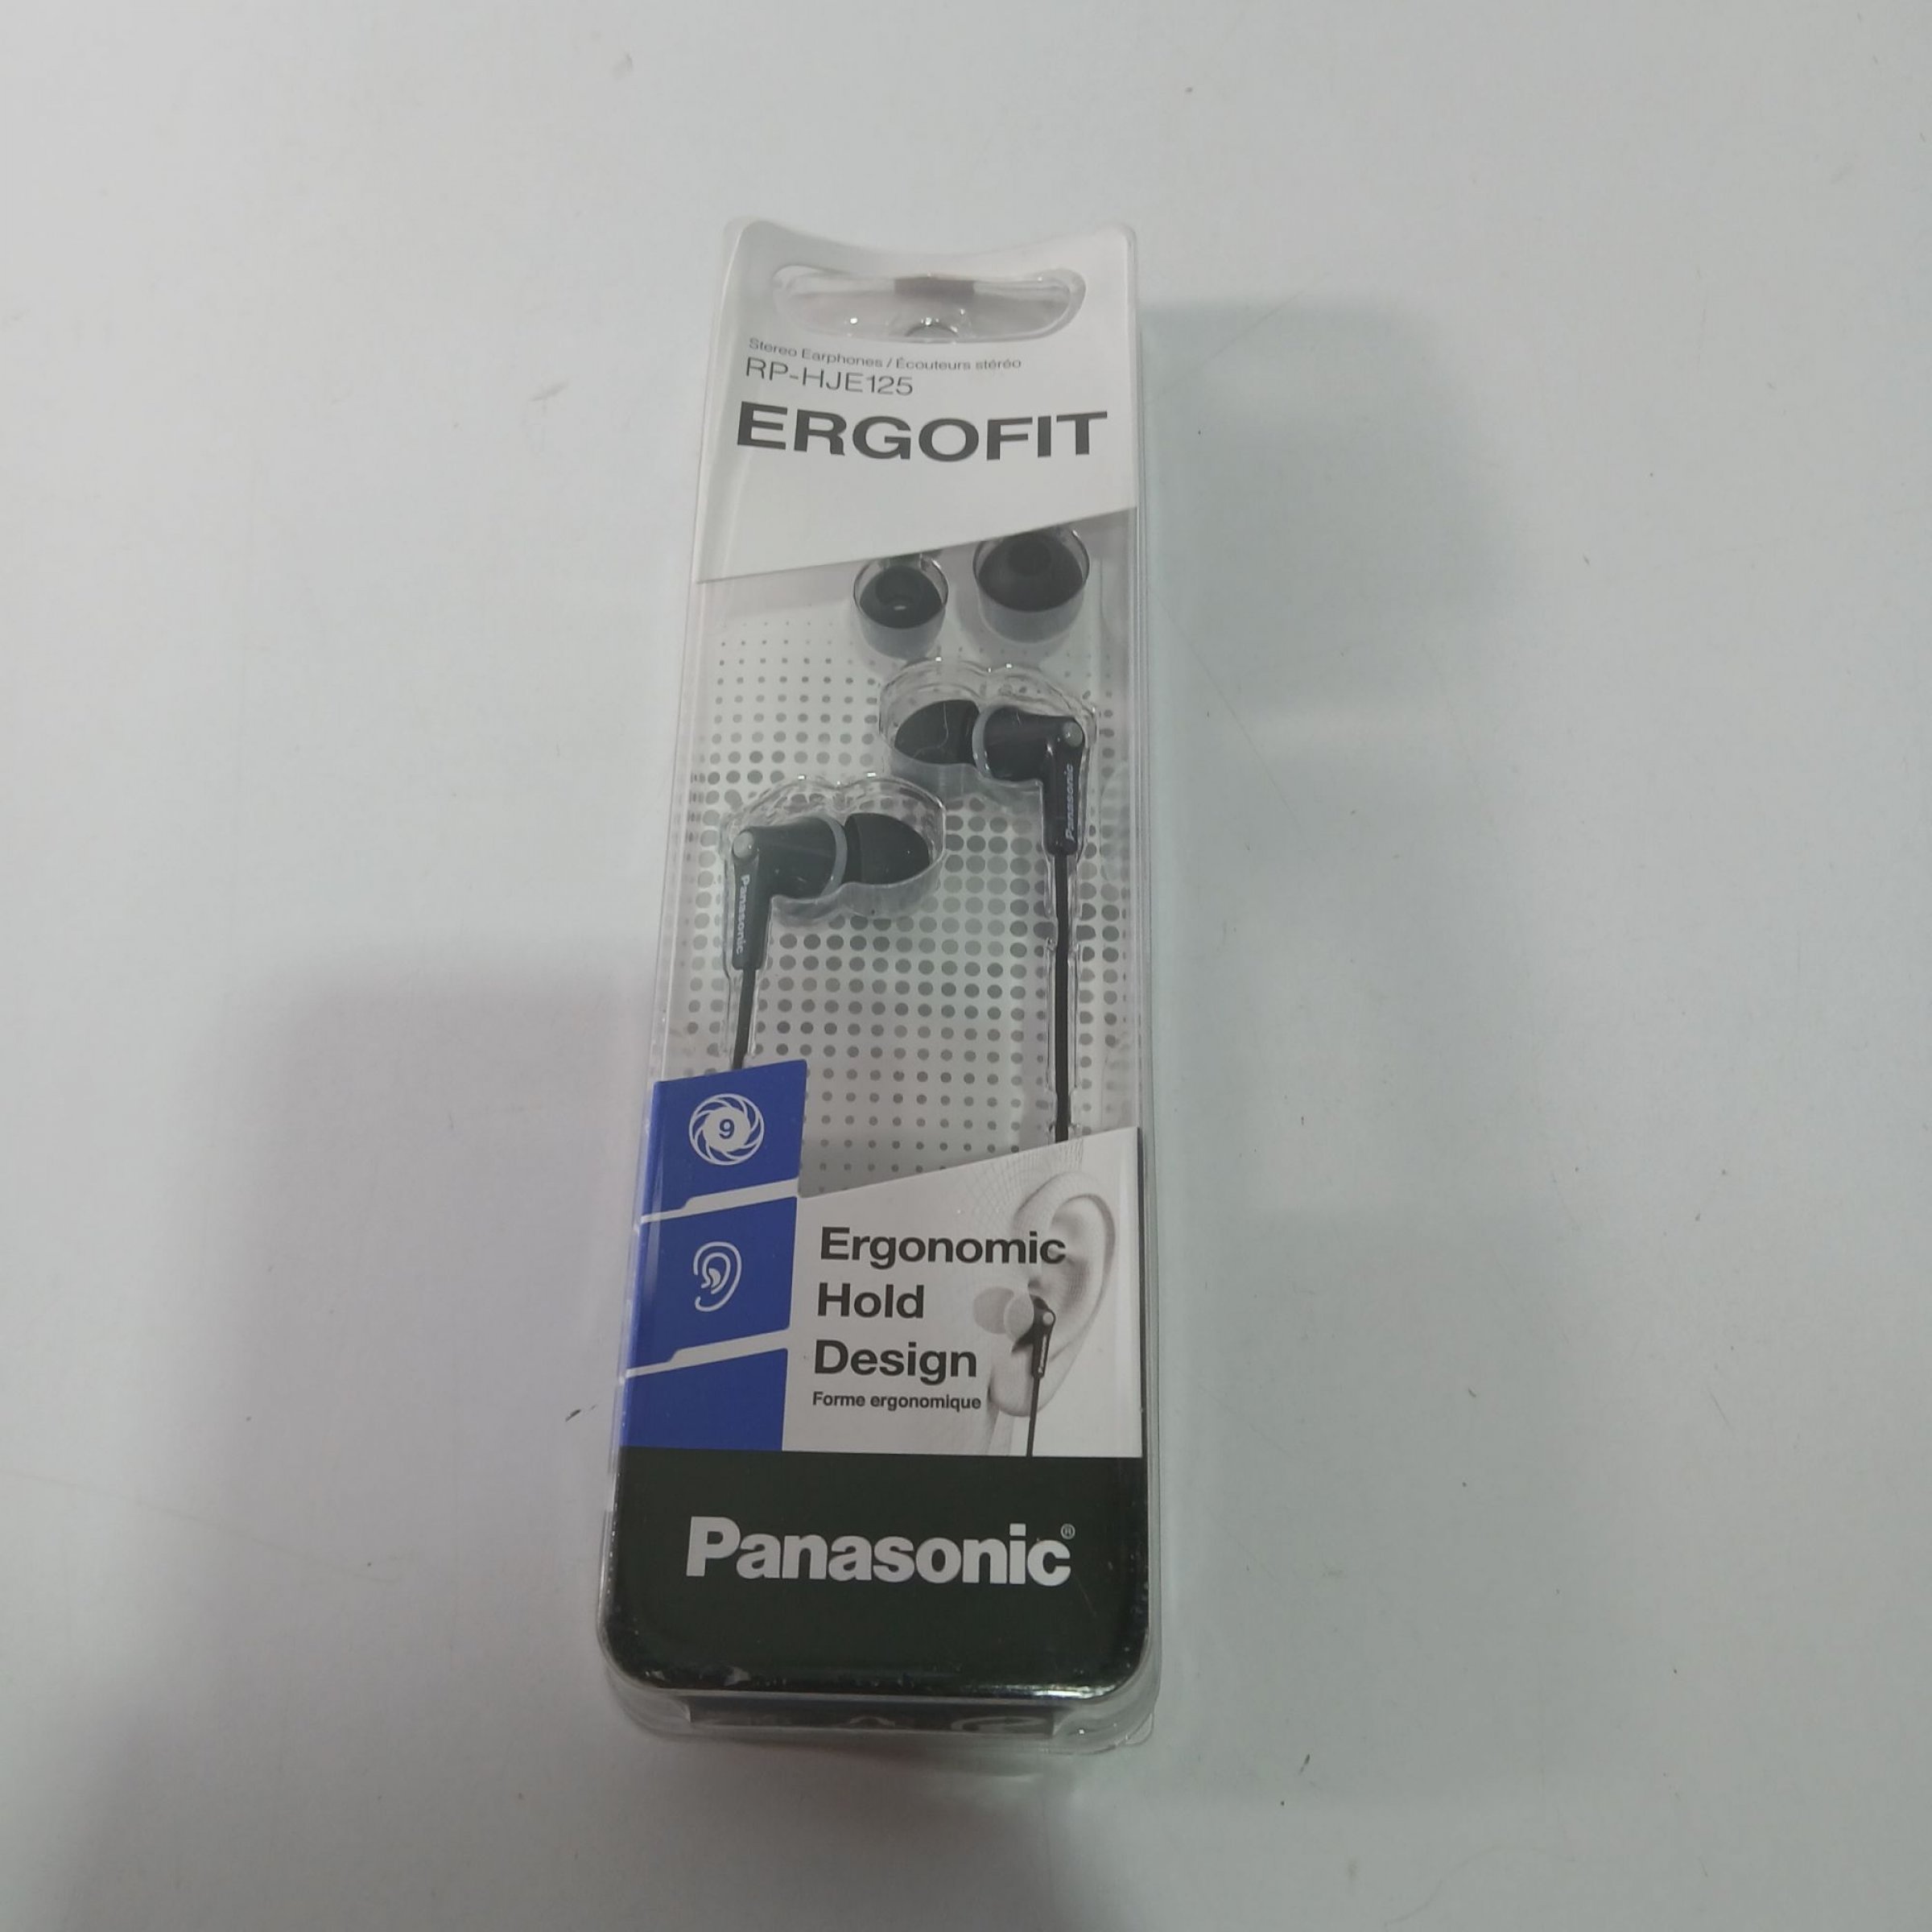 Stereo Earphones / Écouteurs stéréo
RP-HJE125
ERGOFIT
Panasonic
Panasonic
9
Ergonomic
Hold
Design
Forme ergonomique
Panasonic®